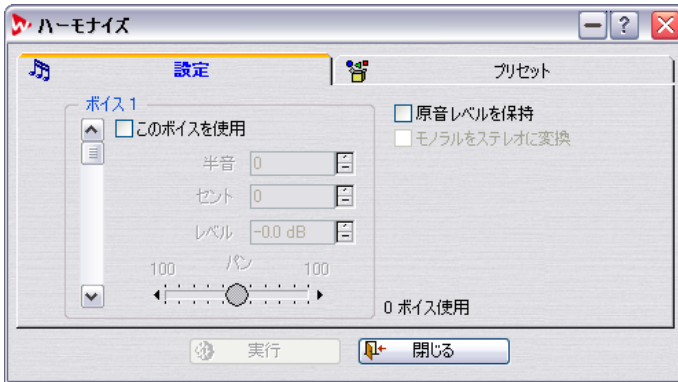 ハーモナイズ
設定
プリセット
ボイス 1
このボイスを使用
半音 0
セント 0
レベル -0.0 dB
100 パン 100
原音レベルを保持
モノラルをステレオに変換
0 ボイス使用
実行
閉じる